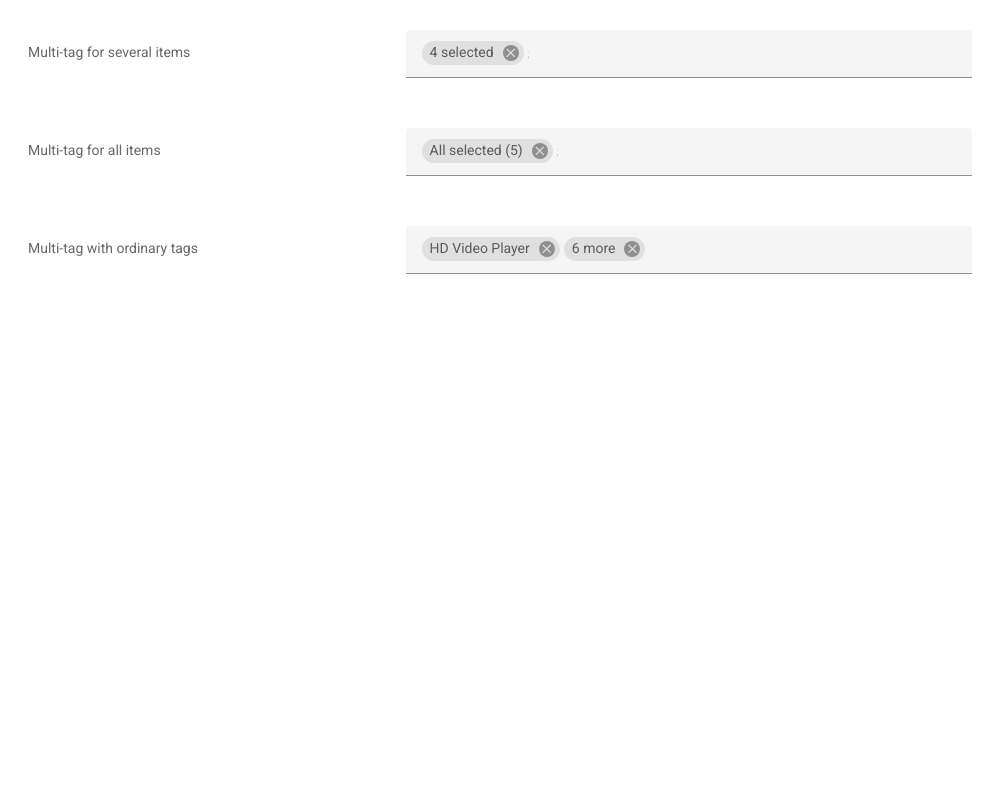 Multi-tag for several items
4 selected
Multi-tag for all items
All selected (5)
Multi-tag with ordinary tags
HD Video Player 6 more